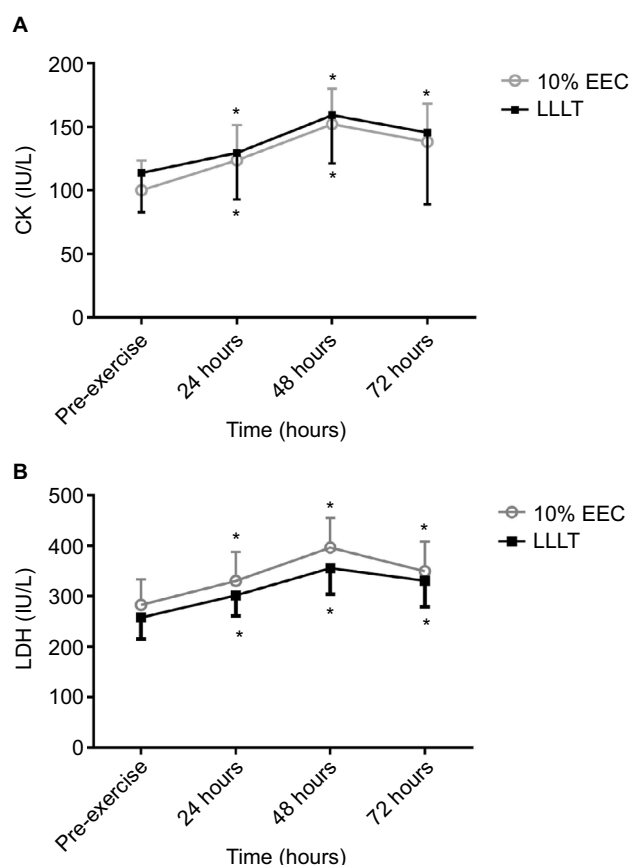 A
200
150
100
50
0
CK (IU/L)
*
*
*
*
*
10% EEC
LLLT
Pre-exercise
24 hours
48 hours
72 hours
Time (hours)
B
500
400
300
200
100
0
LDH (IU/L)
*
*
*
*
*
*
10% EEC
LLLT
Pre-exercise
24 hours
48 hours
72 hours
Time (hours)